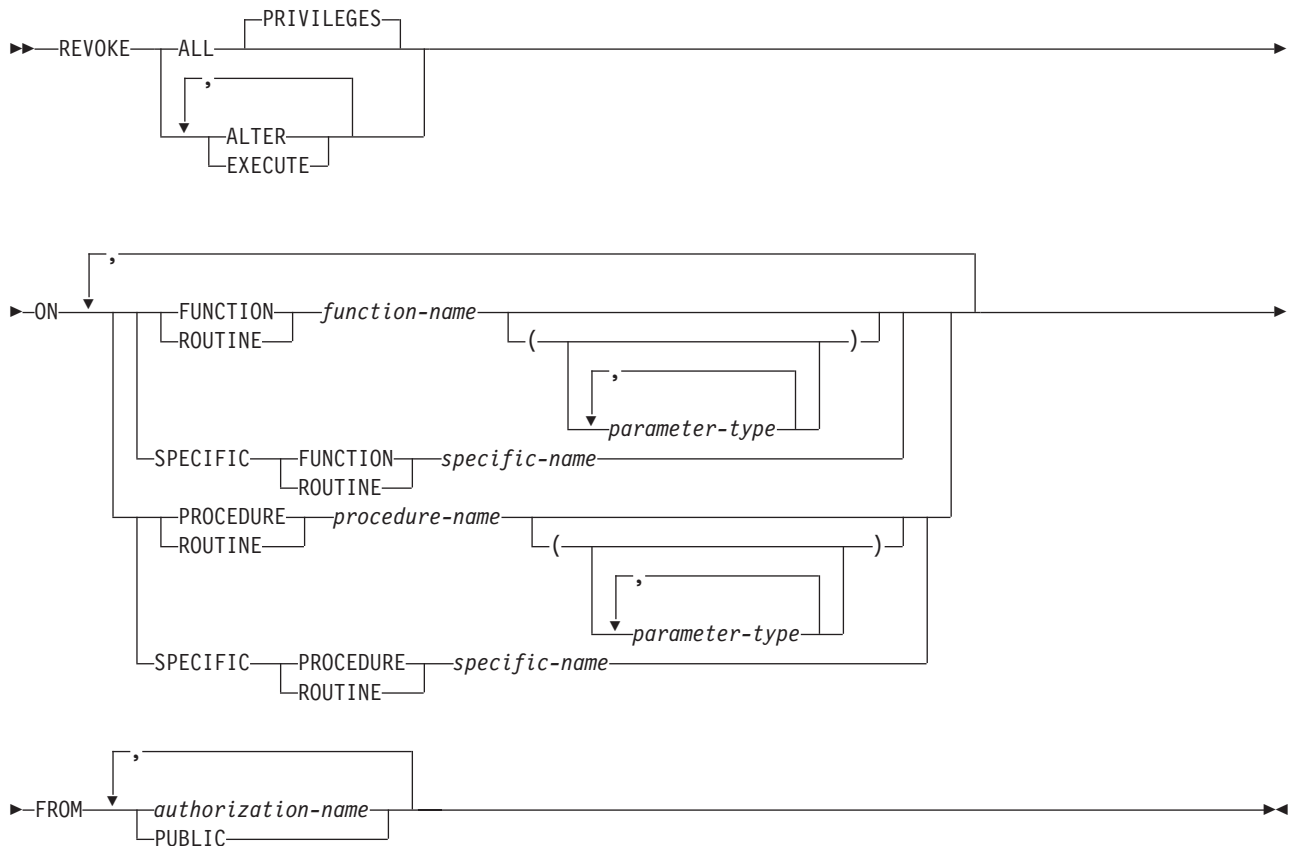 PRIVILEGES
REVOKE ALL
,
ALTER
EXECUTE
,
ON FUNCTION function-name
ROUTINE ( )
,
parameter-type
SPECIFIC FUNCTION specific-name
ROUTINE
PROCEDURE procedure-name
ROUTINE ( )
,
parameter-type
SPECIFIC PROCEDURE specific-name
ROUTINE
,
FROM authorization-name
PUBLIC